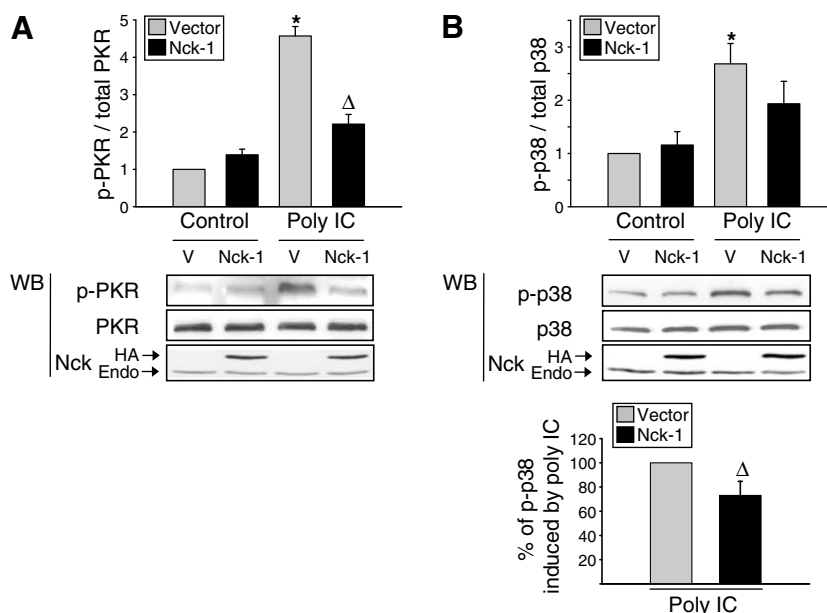 A
Vector
Nck-1
p-PKR / total PKR
5
4
3
2
1
0
*
Δ
Control
Poly IC
V
Nck-1
V
Nck-1
WB
p-PKR
PKR
Nck
HA
Endo
B
Vector
Nck-1
p-p38 / total p38
4
3
2
1
0
*
Control
Poly IC
V
Nck-1
V
Nck-1
WB
p-p38
p38
Nck
HA
Endo
Vector
Nck-1
% of p-p38
induced by poly IC
120
100
80
60
40
20
Δ
Poly IC